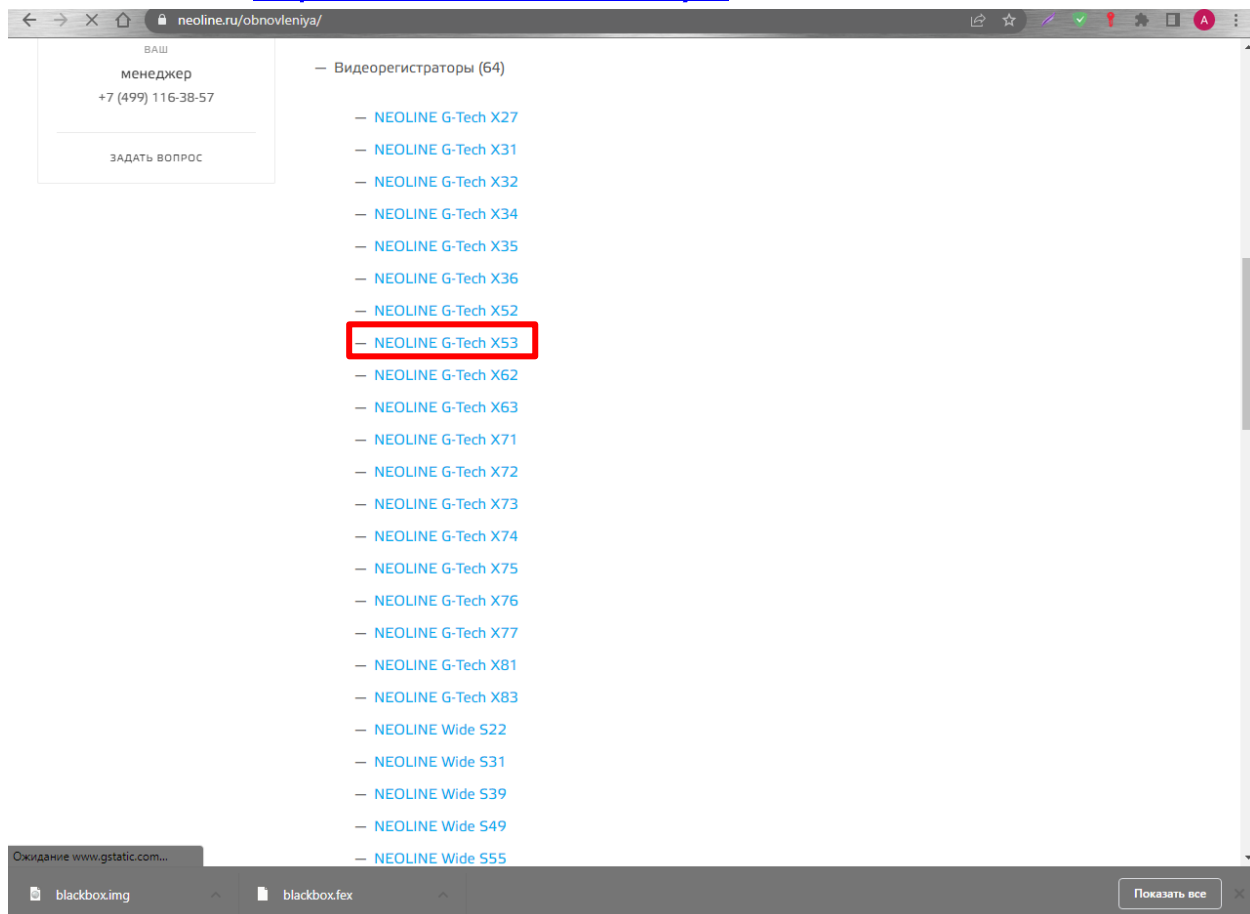 neoline.ru/obnovleniya/
A
ВАШ
менеджер
+7 (499) 116-38-57
ЗАДАТЬ ВОПРОС
— Видеорегистраторы (64)
— NEOLINE G-Tech X27
— NEOLINE G-Tech X31
— NEOLINE G-Tech X32
— NEOLINE G-Tech X34
— NEOLINE G-Tech X35
— NEOLINE G-Tech X36
— NEOLINE G-Tech X52
— NEOLINE G-Tech X53
— NEOLINE G-Tech X62
— NEOLINE G-Tech X63
— NEOLINE G-Tech X71
— NEOLINE G-Tech X72
— NEOLINE G-Tech X73
— NEOLINE G-Tech X74
— NEOLINE G-Tech X75
— NEOLINE G-Tech X76
— NEOLINE G-Tech X77
— NEOLINE G-Tech X81
— NEOLINE G-Tech X83
— NEOLINE Wide S22
— NEOLINE Wide S31
— NEOLINE Wide S39
— NEOLINE Wide S49
— NEOLINE Wide S55
Ожидание www.gstatic.com...
blackbox.img
blackbox.fex
Показать все